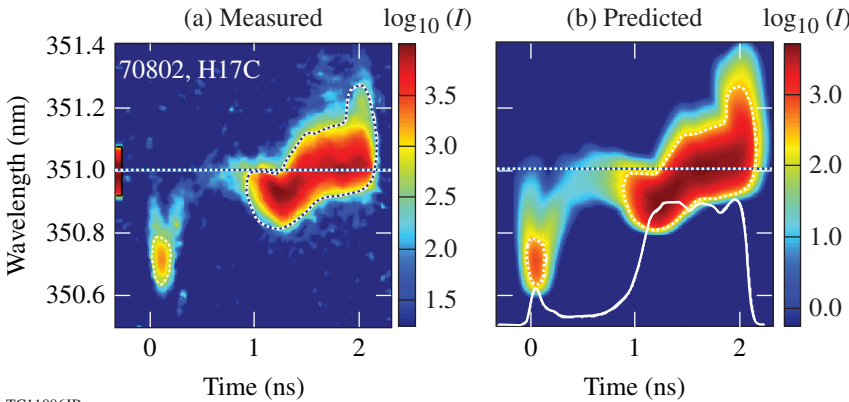 (a) Measured
log10 (I)
(b) Predicted
log10 (I)
Wavelength (nm)
351.4
351.2
351.0
350.8
350.6
70802, H17C
3.5
3.0
2.5
2.0
1.5
3.0
2.0
1.0
0.0
0
1
2
0
1
2
Time (ns)
Time (ns)